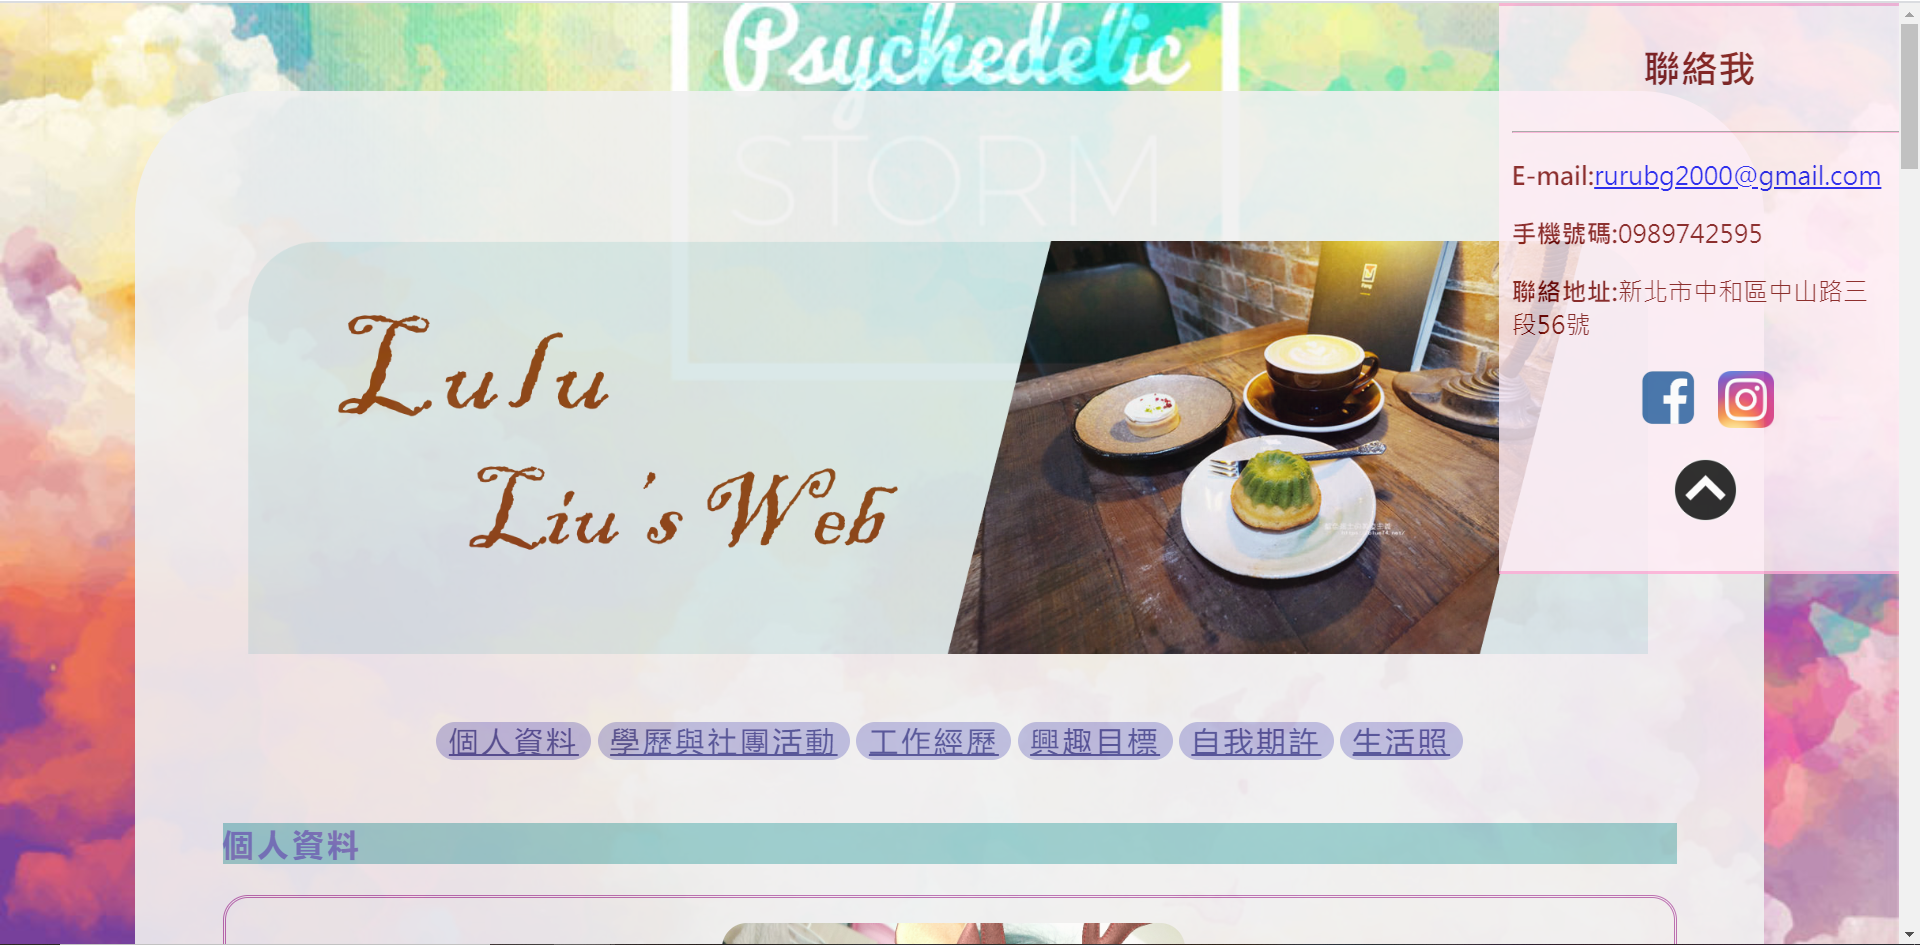 Psychedelic
STORM
Lulu
Liu's Web
聯絡我
E-mail:rurubg2000@gmail.com
手機號碼:0989742595
聯絡地址:新北市中和區中山路三
段56號
個人資料 學歷與社團活動 工作經歷 興趣目標 自我期許 生活照
個人資料